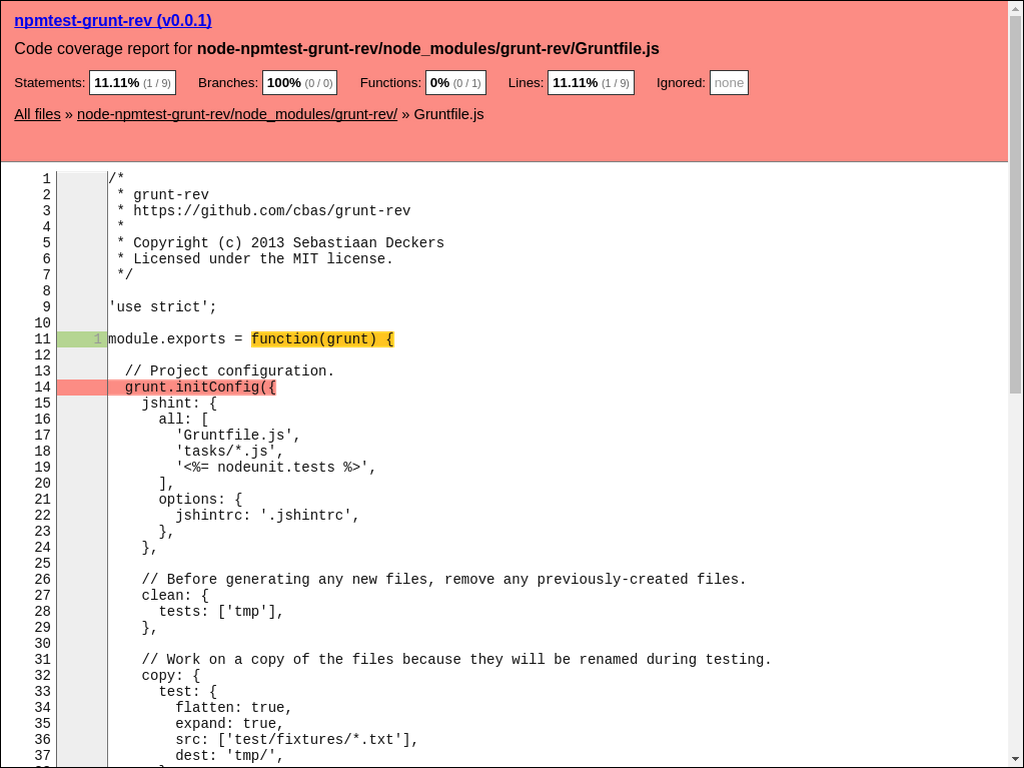 npmtest-grunt-rev (v0.0.1)
Code coverage report for node-npmtest-grunt-rev/node_modules/grunt-rev/Gruntfile.js
Statements: 11.11% (1 / 9) Branches: 100% (0 / 0) Functions: 0% (0 / 1) Lines: 11.11% (1 / 9) Ignored: none
All files » node-npmtest-grunt-rev/node_modules/grunt-rev/ » Gruntfile.js
1 /*
2 * grunt-rev
3 * https://github.com/cbas/grunt-rev
4 *
5 * Copyright (c) 2013 Sebastiaan Deckers
6 * Licensed under the MIT license.
7 */
8
9 'use strict';
10
11 1 module.exports = function(grunt) {
12
13 // Project configuration.
14 grunt.initConfig({
15 jshint: {
16 all: [
17 'Gruntfile.js',
18 'tasks/*.js',
19 '<%= nodeunit.tests %>',
20 ],
21 options: {
22 jshintrc: '.jshintrc',
23 },
24 },
25
26 // Before generating any new files, remove any previously-created files.
27 clean: {
28 tests: ['tmp'],
29 },
30
31 // Work on a copy of the files because they will be renamed during testing.
32 copy: {
33 test: {
34 flatten: true,
35 expand: true,
36 src: ['test/fixtures/*.txt'],
37 dest: 'tmp/',